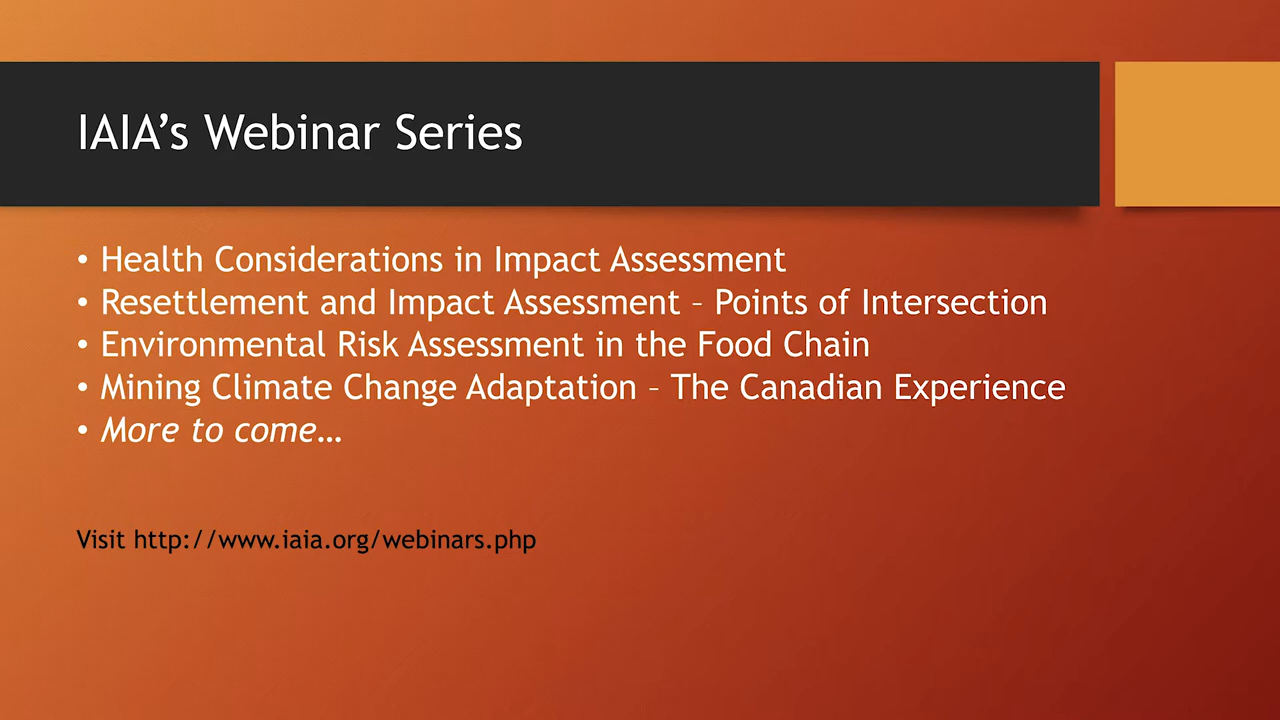 IAIA’s Webinar Series
• Health Considerations in Impact Assessment
• Resettlement and Impact Assessment – Points of Intersection
• Environmental Risk Assessment in the Food Chain
• Mining Climate Change Adaptation – The Canadian Experience
• More to come…
Visit http://www.iaia.org/webinars.php